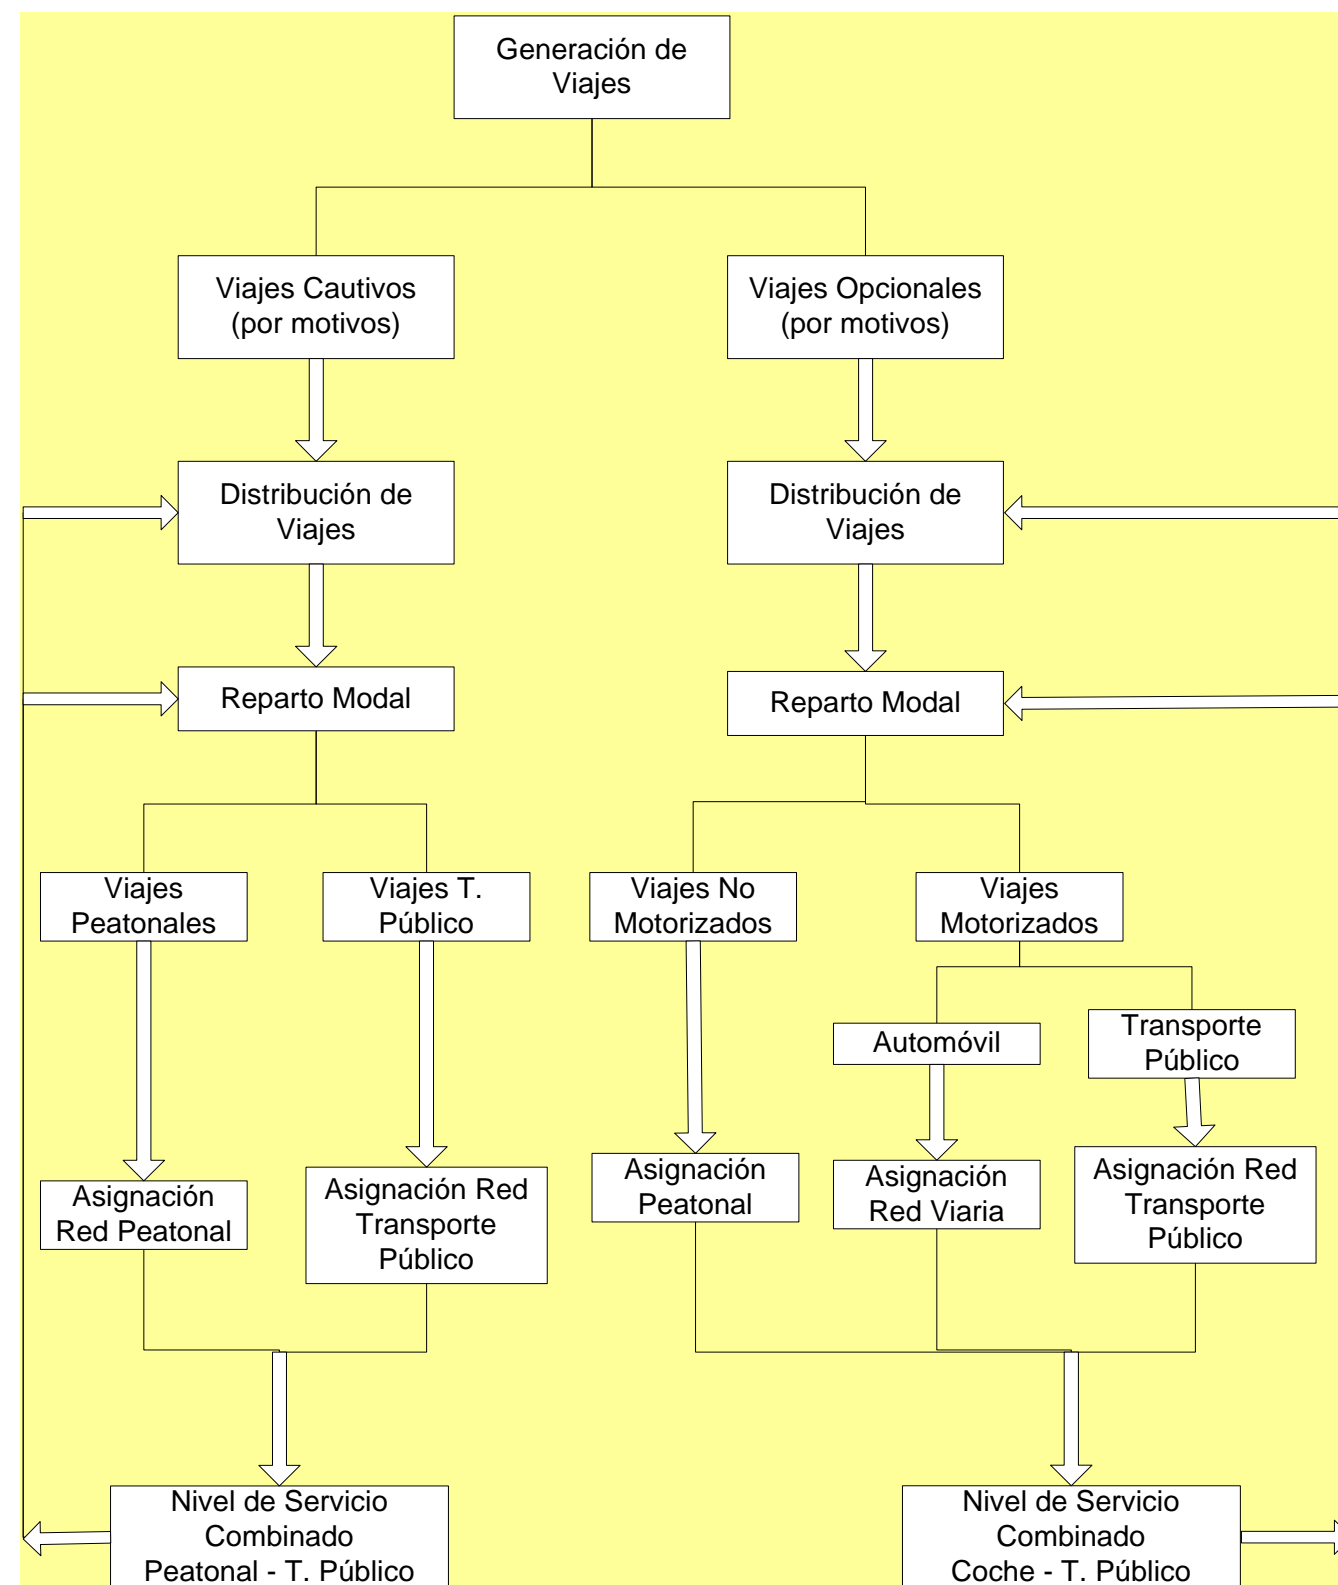 Generación de
Viajes
Viajes Cautivos
(por motivos)
Viajes Opcionales
(por motivos)
Distribución de
Viajes
Distribución de
Viajes
Reparto Modal
Reparto Modal
Viajes
Peatonales
Viajes T.
Público
Viajes No
Motorizados
Viajes
Motorizados
Automóvil
Transporte
Público
Asignación
Red Peatonal
Asignación Red
Transporte
Público
Asignación
Peatonal
Asignación
Red Viaria
Asignación Red
Transporte
Público
Nivel de Servicio
Combinado
Peatonal - T. Público
Nivel de Servicio
Combinado
Coche - T. Público